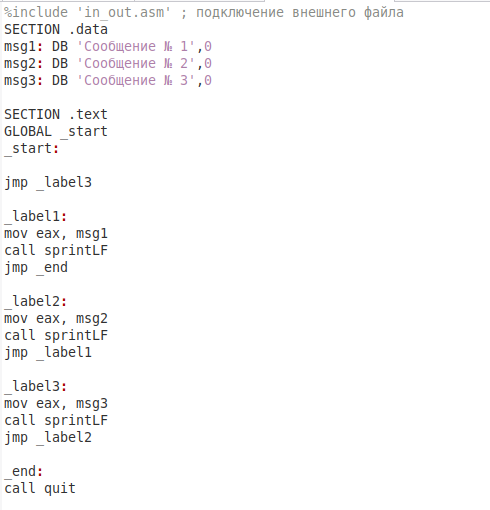 %include 'in_out.asm' ; подключение внешнего файла
SECTION .data
msg1: DB 'Сообщение № 1',0
msg2: DB 'Сообщение № 2',0
msg3: DB 'Сообщение № 3',0
SECTION .text
GLOBAL _start
_start:
jmp _label3
_label1:
mov eax, msg1
call sprintLF
jmp _end
_label2:
mov eax, msg2
call sprintLF
jmp _label1
_label3:
mov eax, msg3
call sprintLF
jmp _label2
_end:
call quit